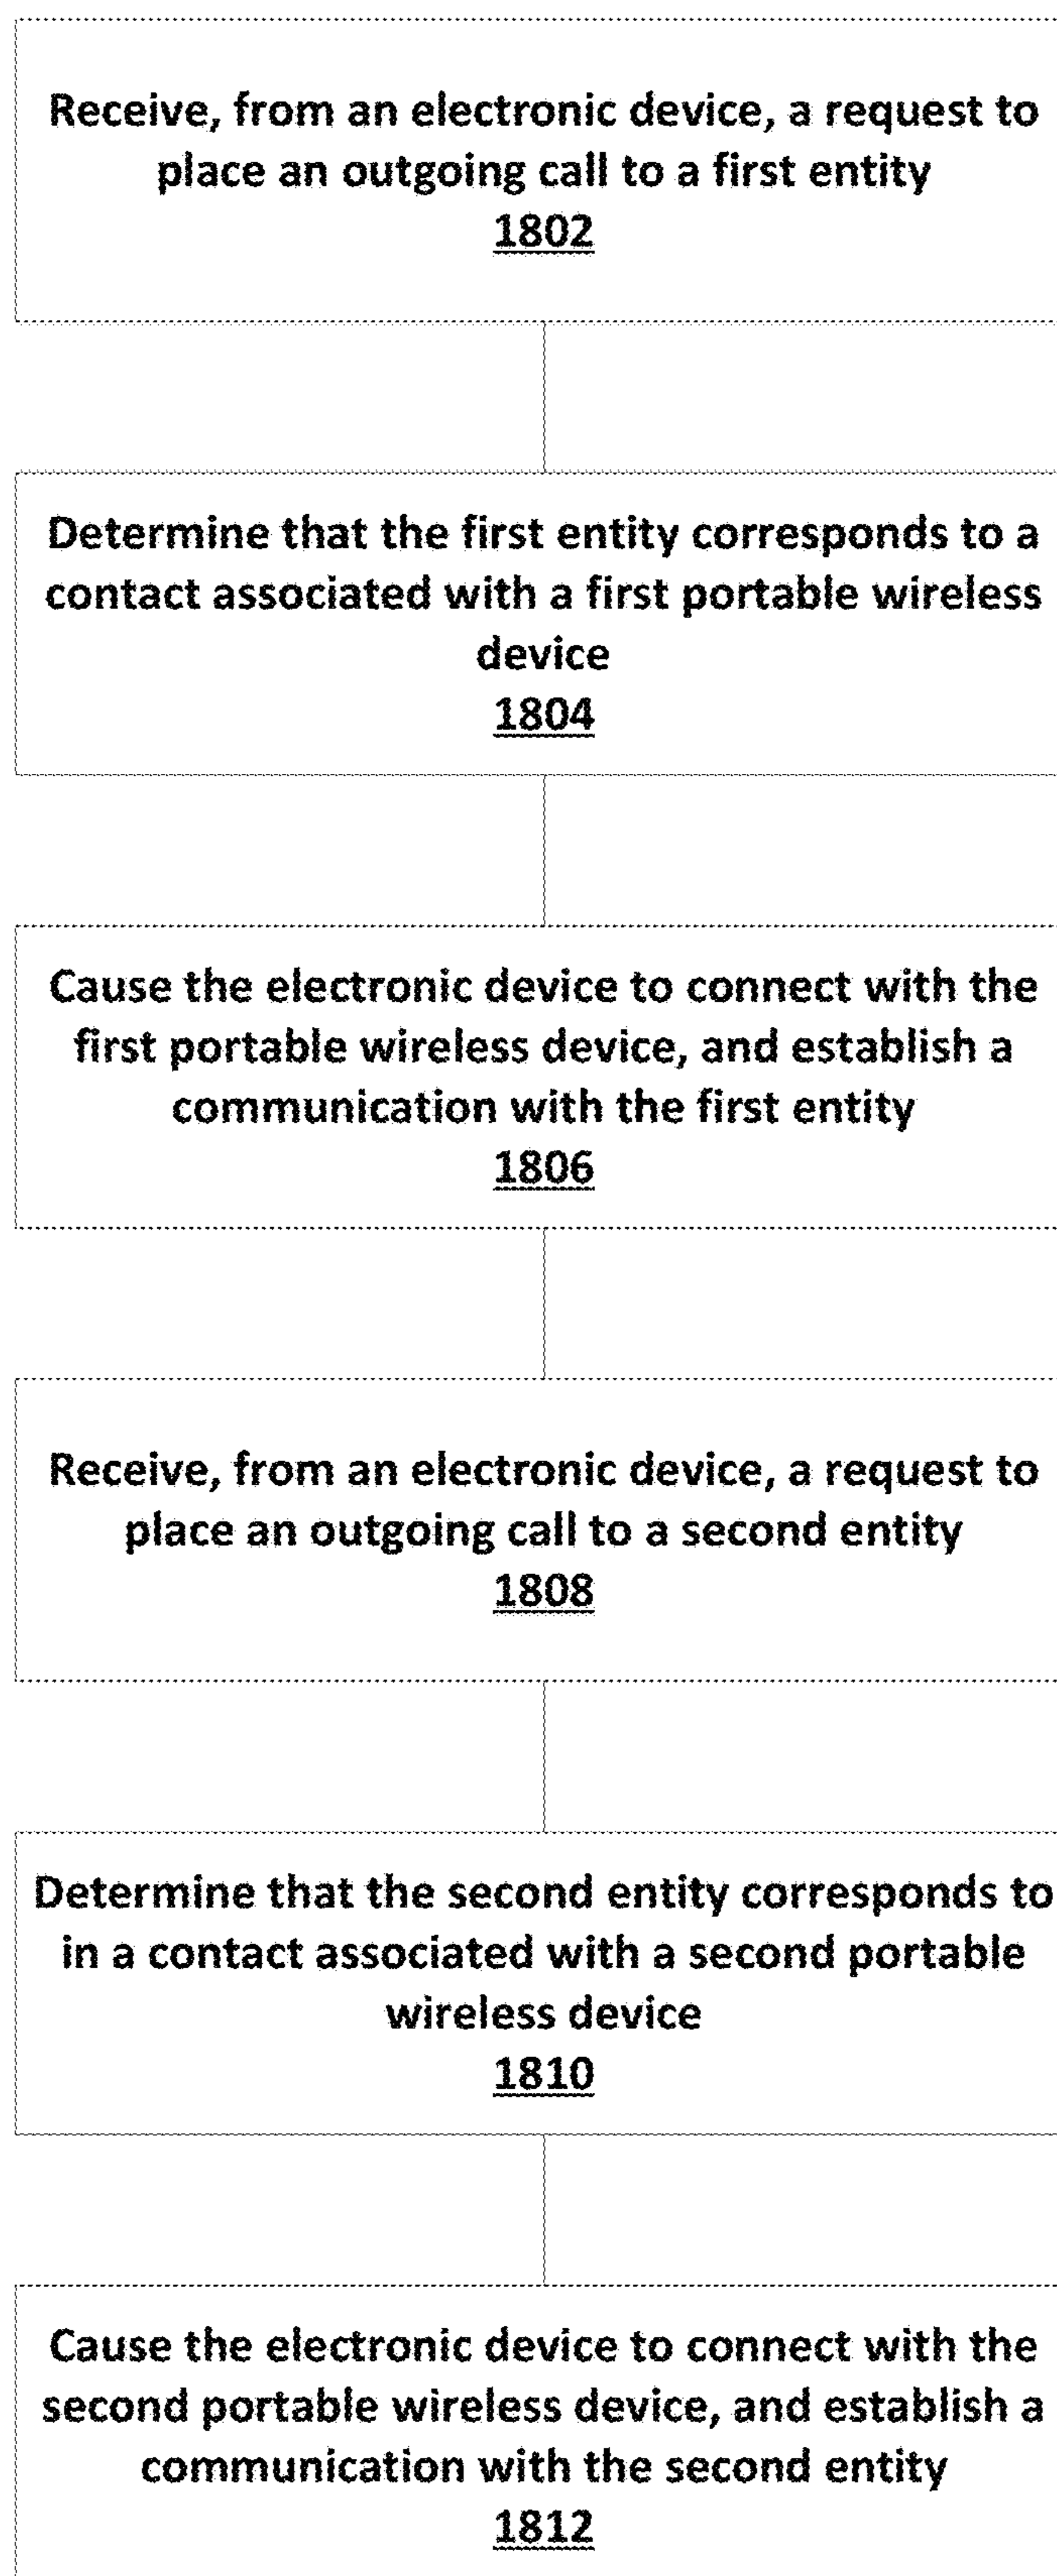 Receive, from an electronic device, a request to
place an outgoing call to a first entity
1802
Determine that the first entity corresponds to a
contact associated with a first portable wireless
device
1804
Cause the electronic device to connect with the
first portable wireless device, and establish a
communication with the first entity
1806
Receive, from an electronic device, a request to
place an outgoing call to a second entity
1808
Determine that the second entity corresponds to
in a contact associated with a second portable
wireless device
1810
Cause the electronic device to connect with the
second portable wireless device, and establish a
communication with the second entity
1812